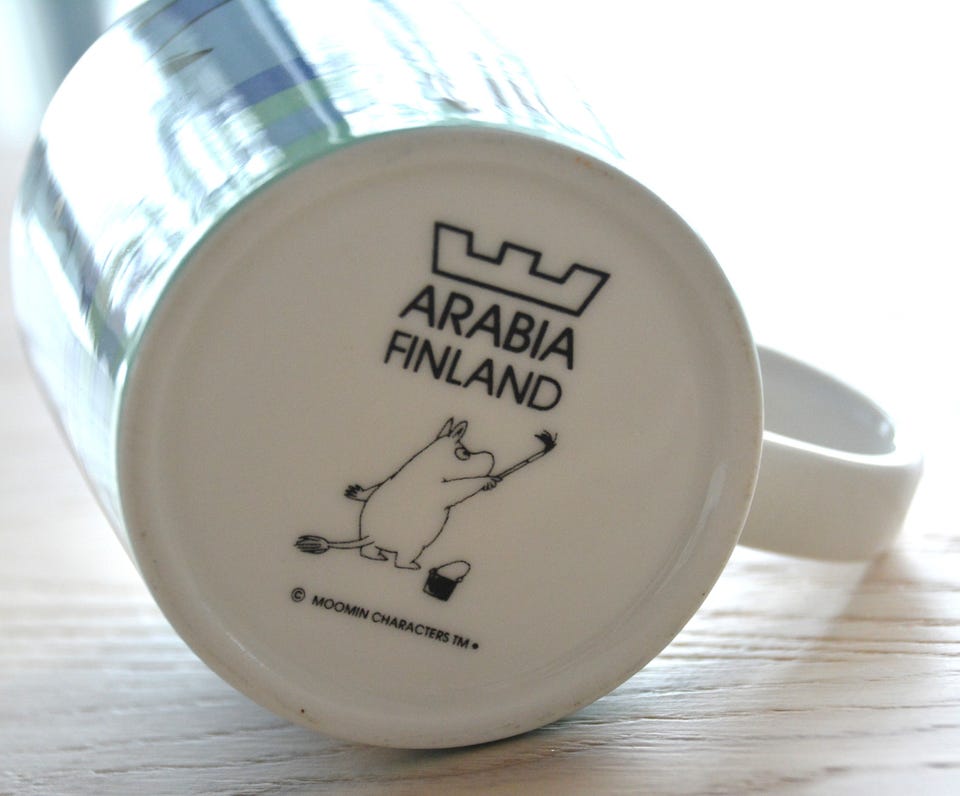 ARABIA
FINLAND
© MOOMIN CHARACTERS TM •